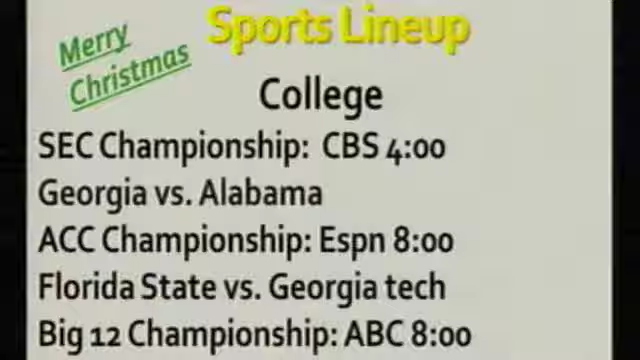 Sports Lineup
Merry
Christmas
College
SEC Championship: CBS 4:00
Georgia vs. Alabama
ACC Championship: Espn 8:00
Florida State vs. Georgia tech
Big 12 Championship: ABC 8:00